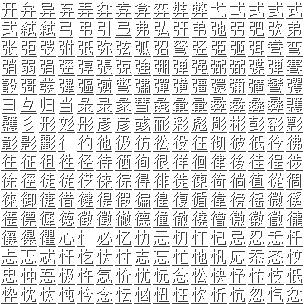 开弁异弃弄弅弆弇弈弉弊弋弌弍弎式
弐弑弒弓弔引弖弗弘弙弚弛弜弝弞弟
张弡弢弣弤弥弦弧弨弩弪弫弬弭弮弯
弰弱弲弳弴張弶強弸弹强弻弼弽弾弿
彀彁彂彃彄彅彆彇彈彉彊彋彌彍彎彏
彐彑归当彔录彖彗彘彙彚彛彜彝彞彟
彠彡形彣彤彥彦彧彨彩彪彫彬彭彮彯
彰影彲彳彴彵彶彷彸役彺彻彼彽彾彿
往征徂徃径待徆徇很徉徊律後徍徎徏
徐徑徒従徔徕徖得徘徙徚徛徜徝從徟
徠御徢徣徤徥徦徧徨復循徫徬徭微徯
徰徱徲徳徴徵徶德徸徹徺徻徼徽徾徿
忀忁忂心忄必忆忇忈忉忊忋忌忍忎忏
忐忑忒忓忔忕忖志忘忙忚忛応忝忞忟
忠忡忢忣忤忥忦忧忨忩忪快忬忭忮忯
忰忱忲忳忴念忶忷忸忹忺忻忼忽忾忿